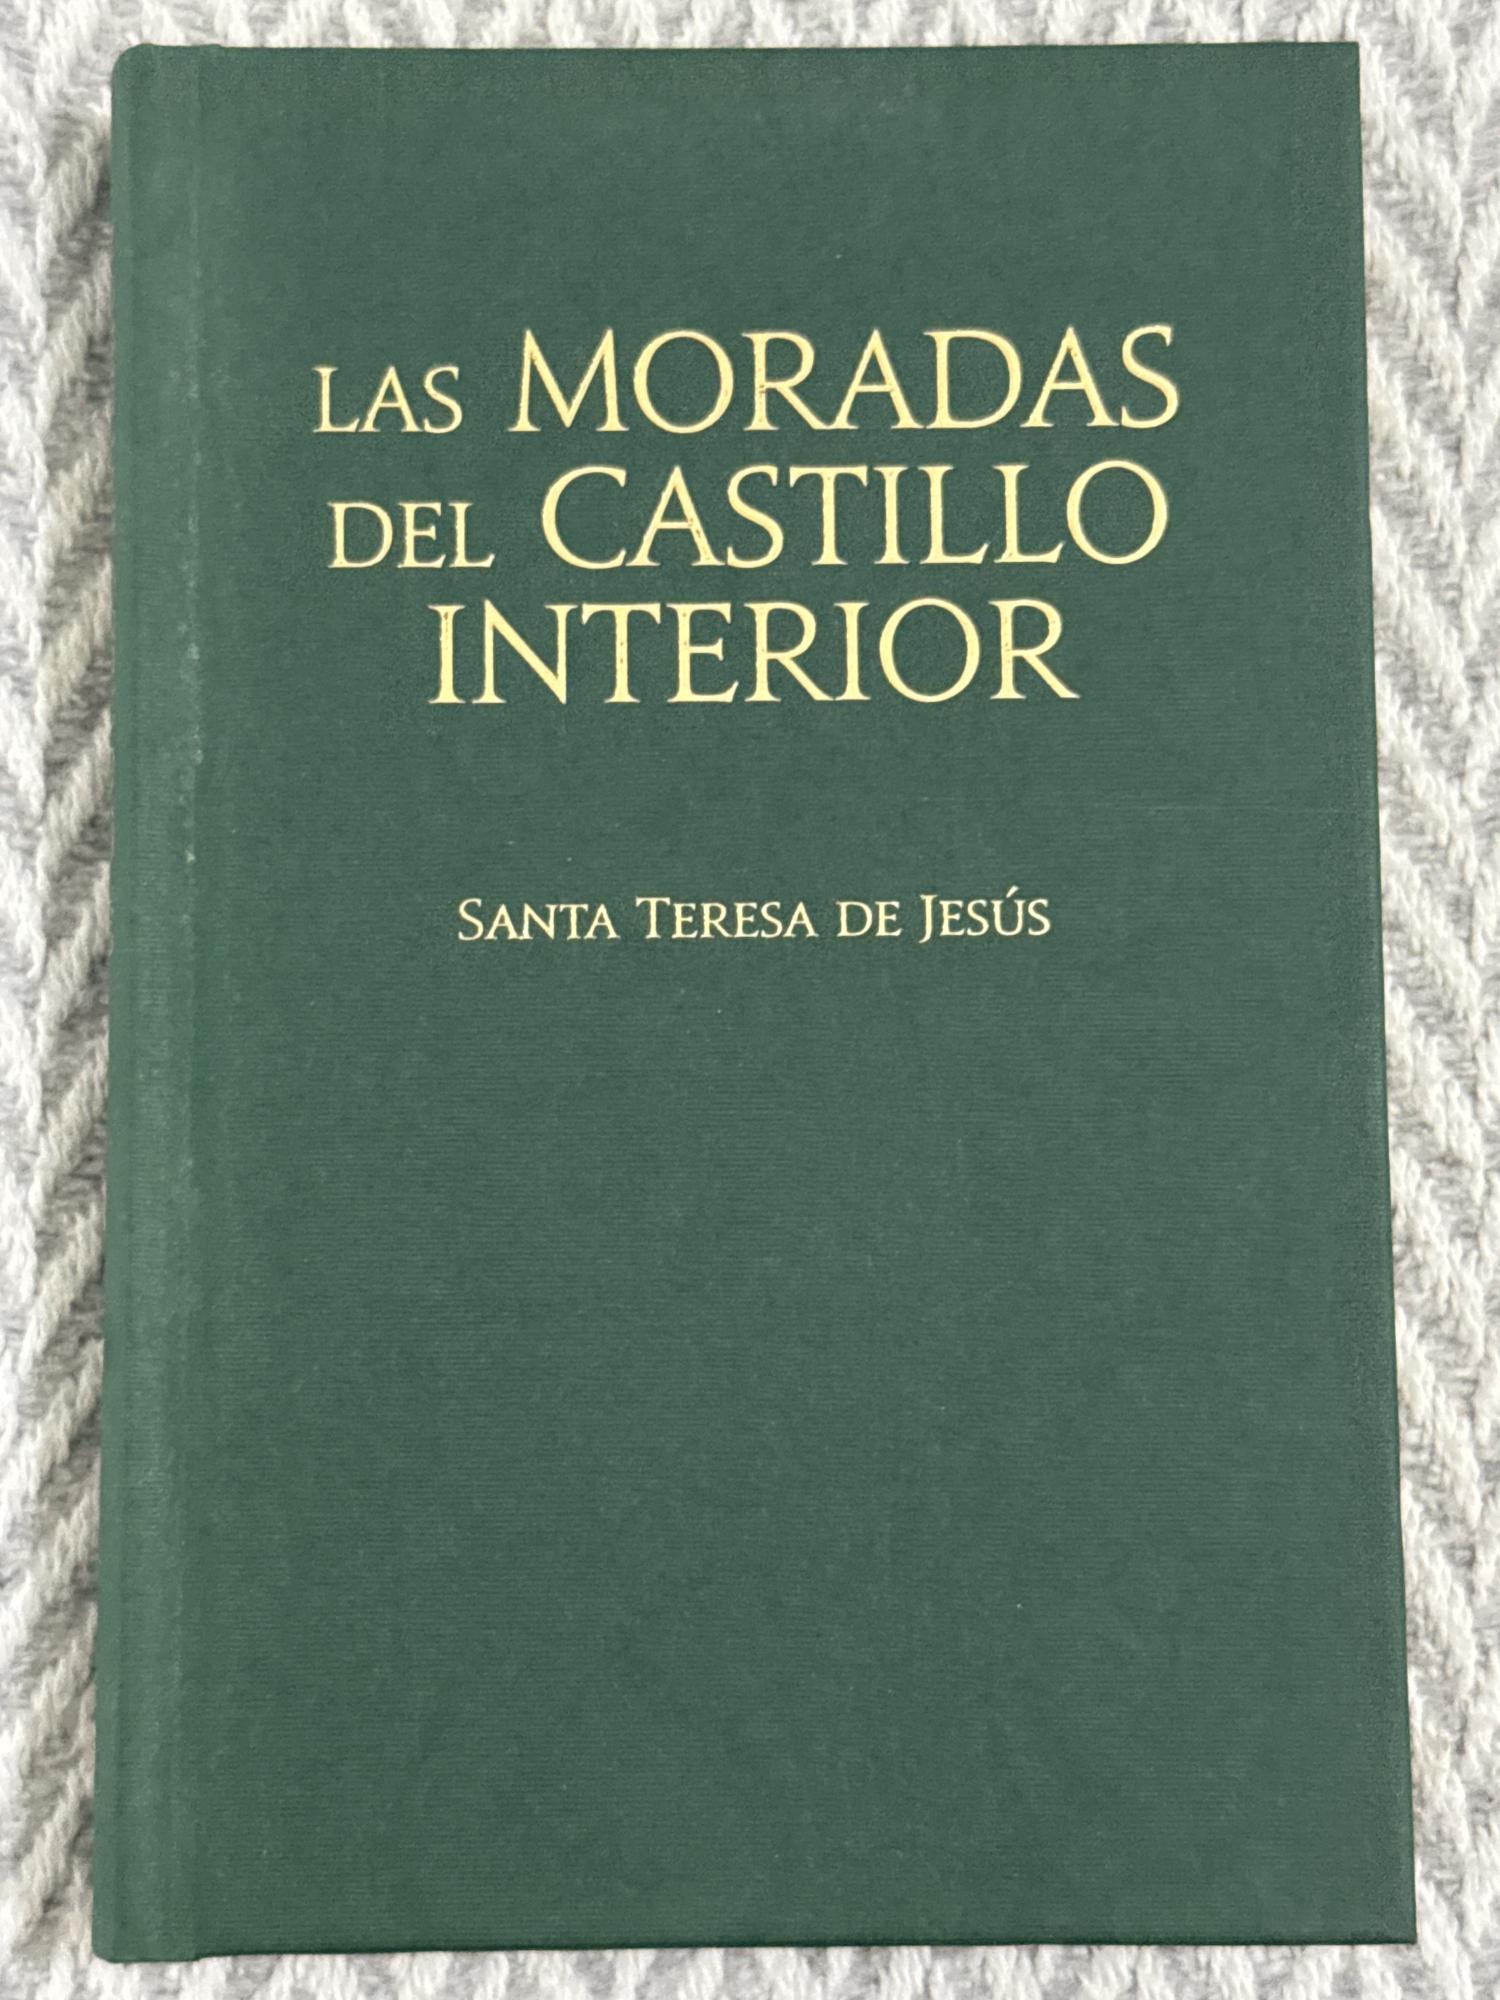 LAS MORADAS
DEL CASTILLO
INTERIOR
SANTA TERESA DE JESÚS